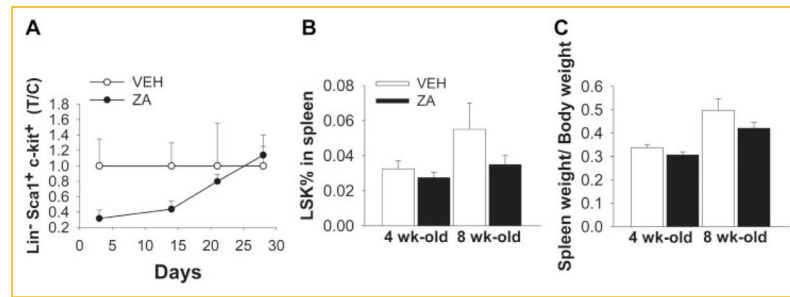 A
Lin- Sca1+ c-kit+ (T/C)
VEH
ZA
1.8
1.6
1.4
1.2
1.0
0.8
0.6
0.4
0.2
0 5 10 15 20 25 30
Days
B
LSK% in spleen
VEH
ZA
0.08
0.06
0.04
0.02
0.00
4 wk-old 8 wk-old
C
Spleen weight/ Body weight
0.6
0.5
0.4
0.3
0.2
0.1
0.0
4 wk-old 8 wk-old